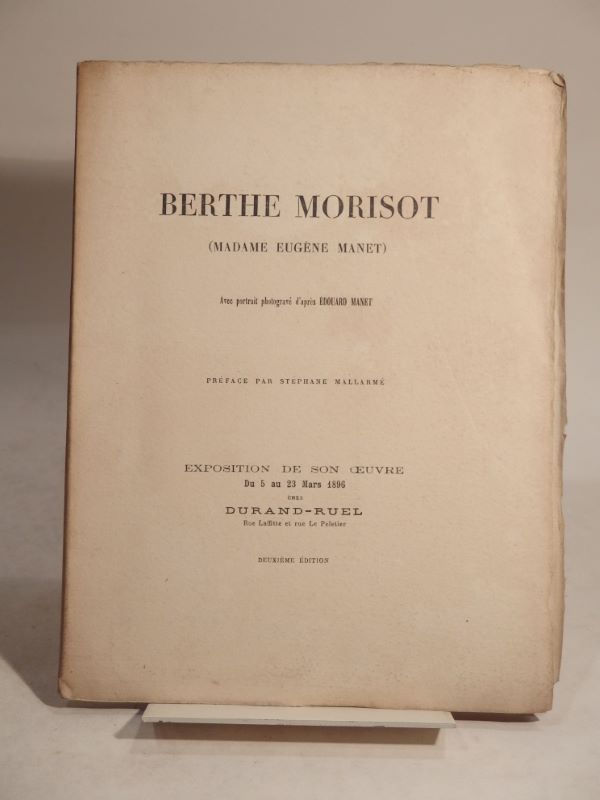 BERTHE MORISOT
(MADAME EUGÈNE MANET)
Avec portrait photogravé d'après ÉDOUARD MANET
PRÉFACE PAR STÉPHANE MALLARMÉ
EXPOSITION DE SON ŒUVRE
Du 5 au 23 Mars 1896
CHEZ
DURAND-RUEL
Rue Laffitte et rue Le Peletier
DEUXIÈME ÉDITION